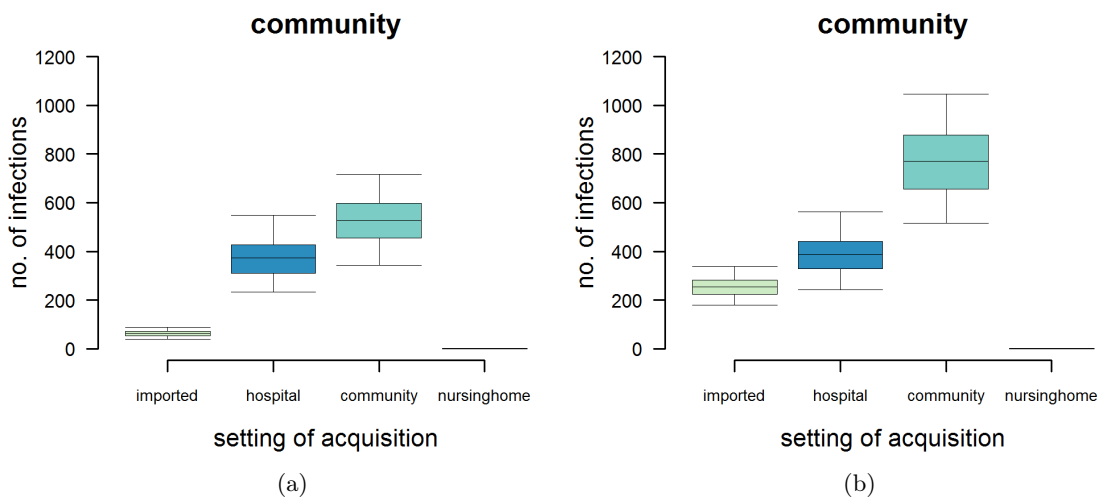 community
1200
1000
800
600
400
200
0
no. of infections
imported hospital community nursinghome
setting of acquisition
(a)
community
1200
1000
800
600
400
200
0
no. of infections
imported hospital community nursinghome
setting of acquisition
(b)